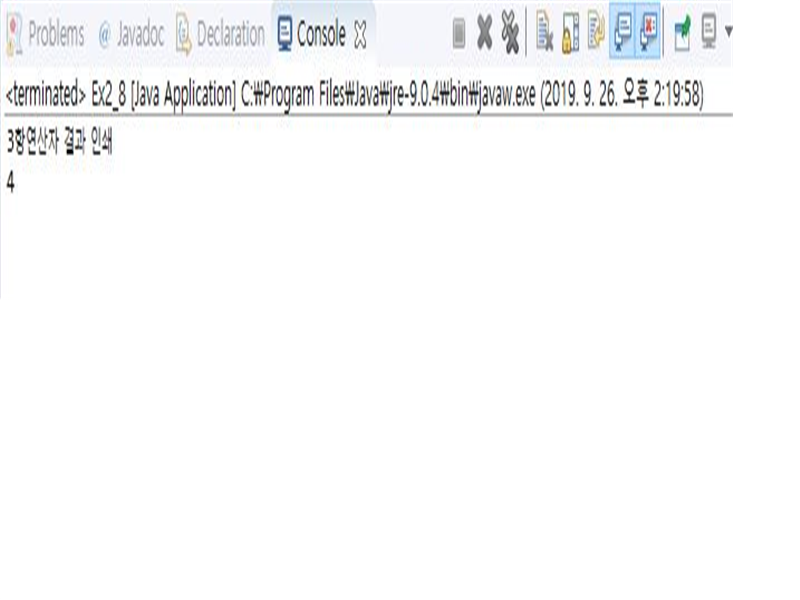 Problems @ Javadoc Declaration Console
<terminated> Ex2_8 [Java Application] C:₩Program Files₩Java₩jre-9.0.4₩bin₩javaw.exe (2019. 9. 26. 오후 2:19:58)
3항연산자 결과 인쇄
4